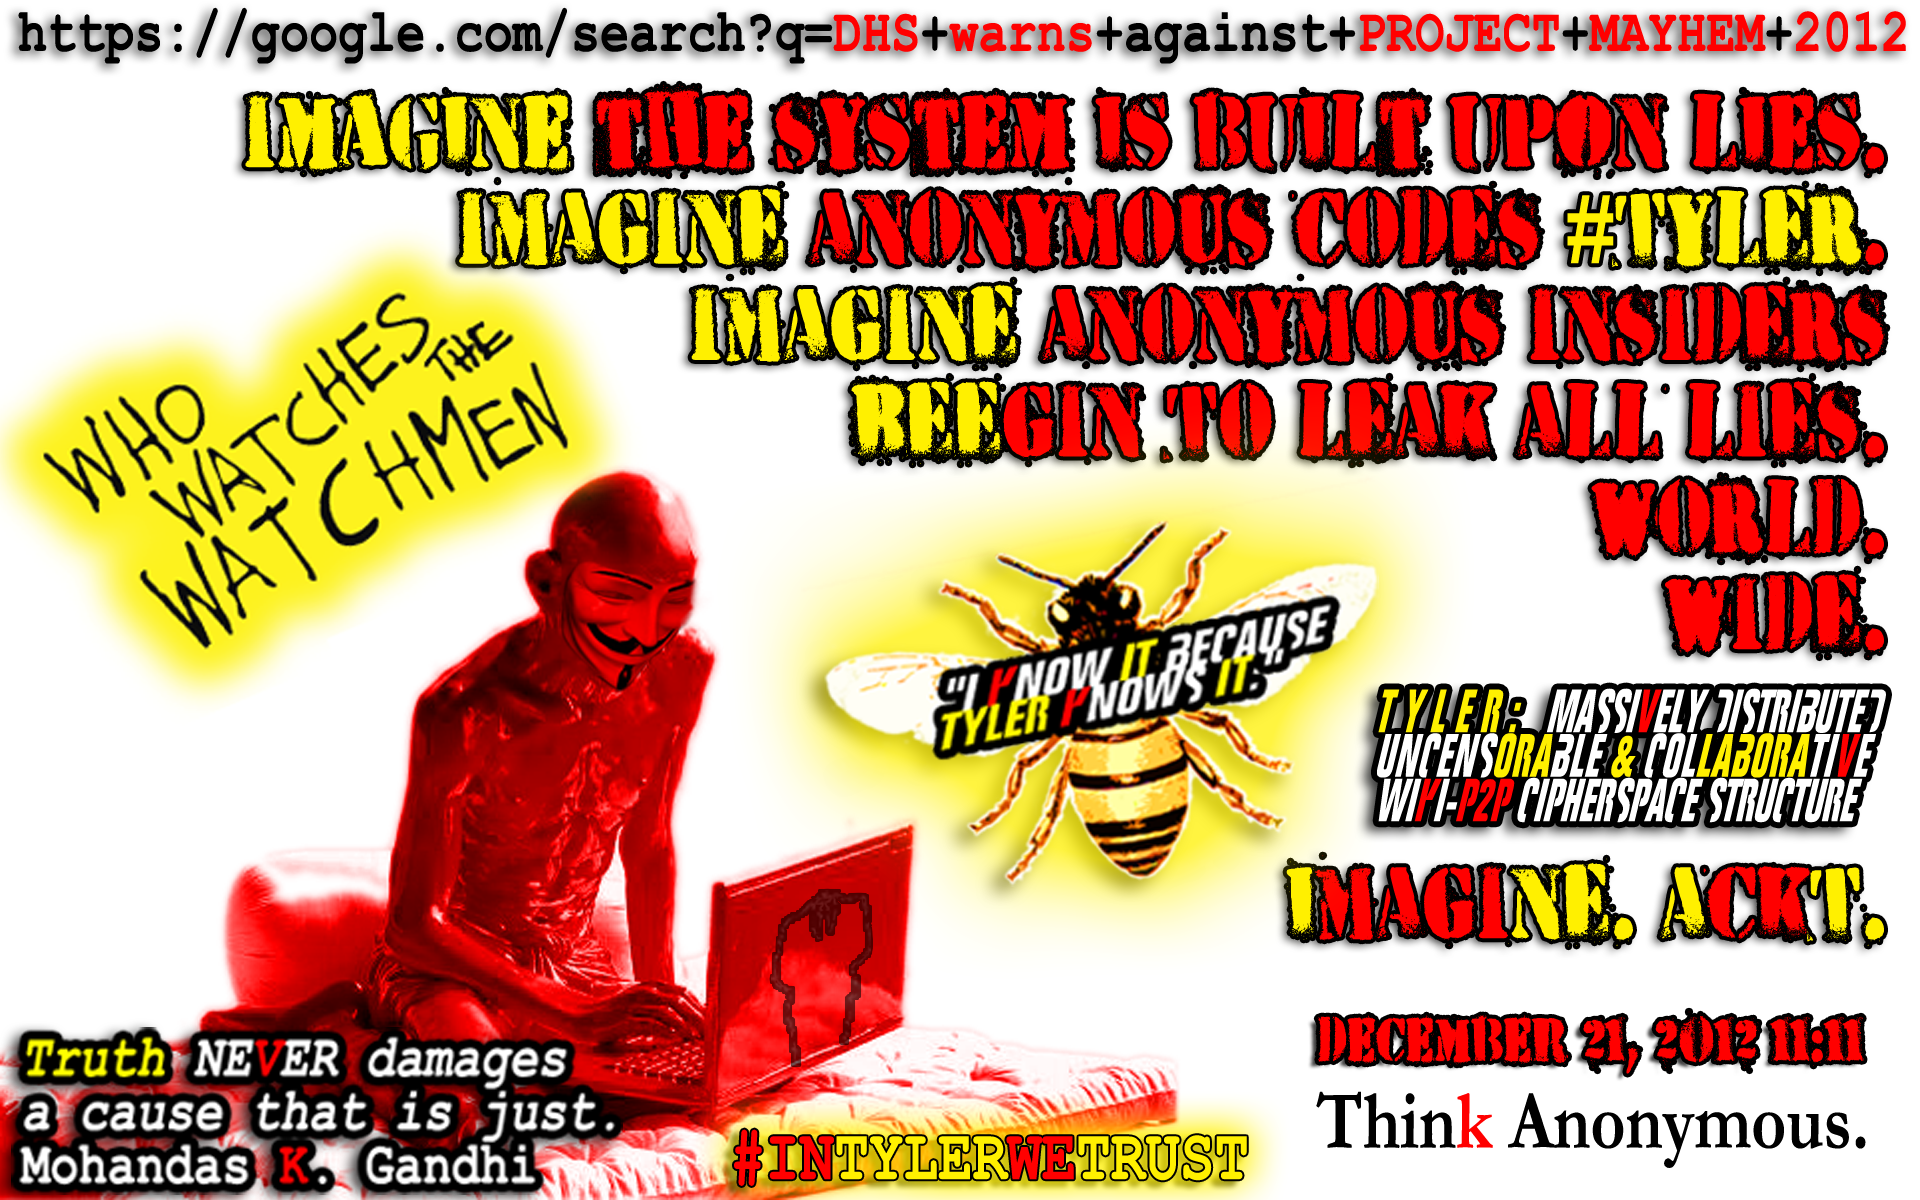 https://google.com/search?q=DHS+warns+against+PROJECT+MAYHEM+2012
IMAGINE THE SYSTEM IS BUILT UPON LIES.
IMAGINE ANONYMOUS CODES #TYLER.
IMAGINE ANONYMOUS INSIDERS
BEEGIN TO LEAK ALL LIES.
WORLD.
WIDE.
WHO
WATCHES
THE
WATCHMEN
"I KNOW IT BECAUSE
TYLER KNOWS IT."
TYLER: MASSIVELY DISTRIBUTED
UNCENSORABLE & COLLABORATIVE
WIKI-P2P CIPHERSPACE STRUCTURE
IMAGINE. ACKT.
DECEMBER 21, 2012 11:11
Think Anonymous.
Truth NEVER damages
a cause that is just.
Mohandas K. Gandhi
#INTYLERWETRUST